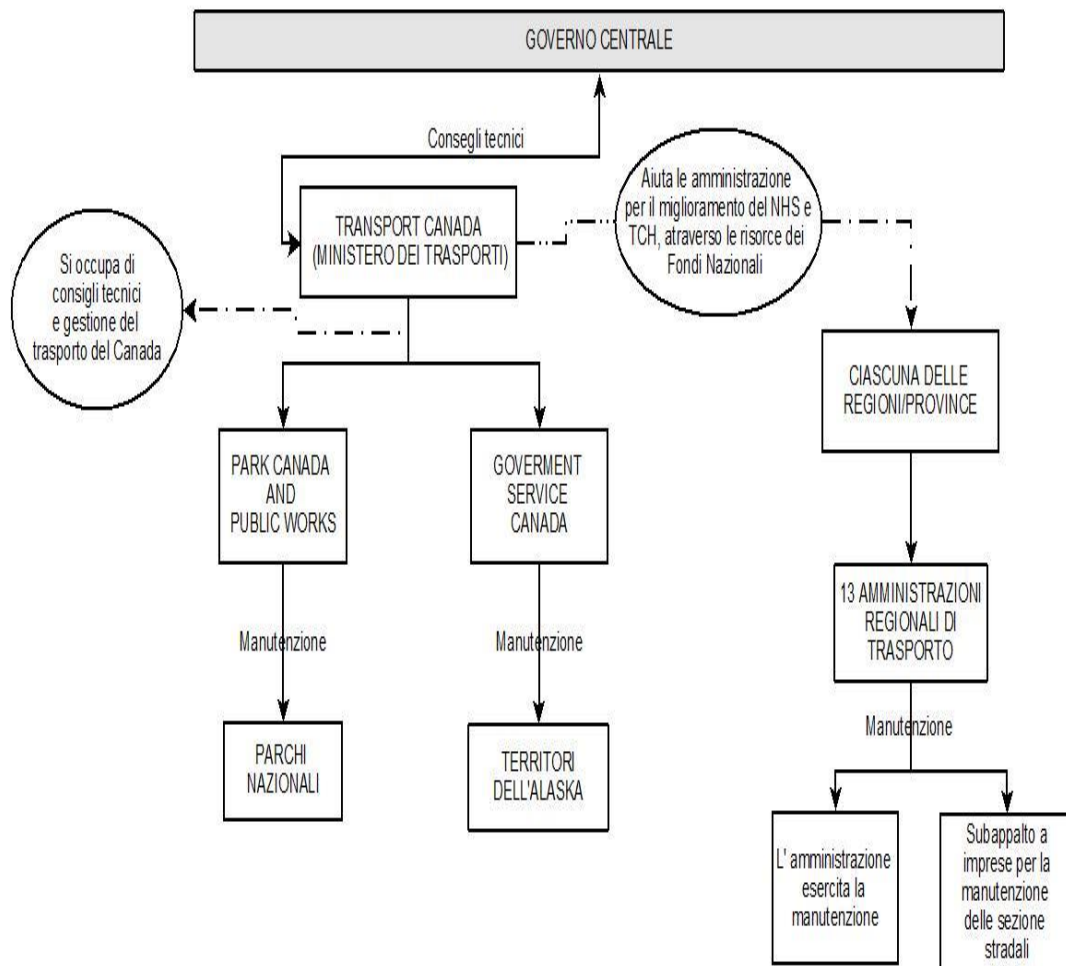 GOVERNO CENTRALE
Consegli tecnici
TRANSPORT CANADA
(MINISTERO DEI TRASPORTI)
Aiuta le amministrazione
per il miglioramento del NHS e
TCH, atraverso le risorce dei
Fondi Nazionali
Si occupa di
consigli tecnici
e gestione del
trasporto del Canada
CIASCUNA DELLE
REGIONI/PROVINCE
PARK CANADA
AND
PUBLIC WORKS
GOVERMENT
SERVICE
CANADA
13 AMMINISTRAZIONI
REGIONALI DI
TRASPORTO
Manutenzione
Manutenzione
Manutenzione
PARCHI
NAZIONALI
TERRITORI
DELL'ALASKA
L' amministrazione
esercita la
manutenzione
Subappalto a
imprese per la
manutenzione
delle sezione
stradali